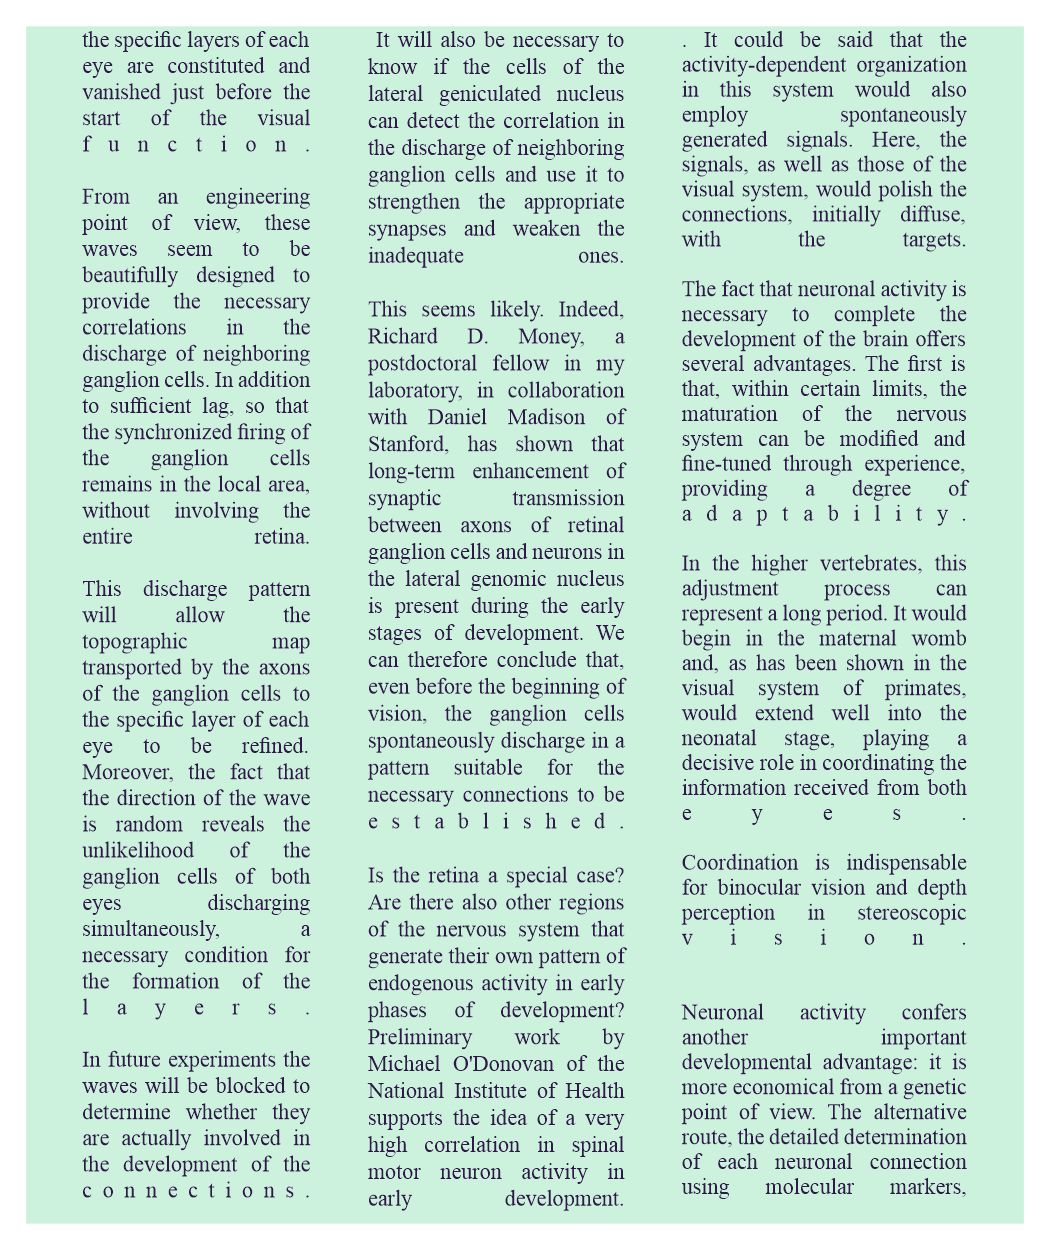 the specific layers of each
eye are constituted and
vanished just before the
start of the visual
function.
From an engineering
point of view, these
waves seem to be
beautifully designed to
provide the necessary
correlations in the
discharge of neighboring
ganglion cells. In addition
to sufficient lag, so that
the synchronized firing of
the ganglion cells
remains in the local area,
without involving the
entire retina.
This discharge pattern
will allow the
topographic map
transported by the axons
of the ganglion cells to
the specific layer of each
eye to be refined.
Moreover, the fact that
the direction of the wave
is random reveals the
unlikelihood of the
ganglion cells of both
eyes discharging
simultaneously, a
necessary condition for
the formation of the
layers.
In future experiments the
waves will be blocked to
determine whether they
are actually involved in
the development of the
connections.
It will also be necessary to
know if the cells of the
lateral geniculated nucleus
can detect the correlation in
the discharge of neighboring
ganglion cells and use it to
strengthen the appropriate
synapses and weaken the
inadequate ones.
This seems likely. Indeed,
Richard D. Money, a
postdoctoral fellow in my
laboratory, in collaboration
with Daniel Madison of
Stanford, has shown that
long-term enhancement of
synaptic transmission
between axons of retinal
ganglion cells and neurons in
the lateral genomic nucleus
is present during the early
stages of development. We
can therefore conclude that,
even before the beginning of
vision, the ganglion cells
spontaneously discharge in a
pattern suitable for the
necessary connections to be
established.
Is the retina a special case?
Are there also other regions
of the nervous system that
generate their own pattern of
endogenous activity in early
phases of development?
Preliminary work by
Michael O'Donovan of the
National Institute of Health
supports the idea of a very
high correlation in spinal
motor neuron activity in
early development.
. It could be said that the
activity-dependent organization
in this system would also
employ spontaneously
generated signals. Here, the
signals, as well as those of the
visual system, would polish the
connections, initially diffuse,
with the targets.
The fact that neuronal activity is
necessary to complete the
development of the brain offers
several advantages. The first is
that, within certain limits, the
maturation of the nervous
system can be modified and
fine-tuned through experience,
providing a degree of
adaptability.
In the higher vertebrates, this
adjustment process can
represent a long period. It would
begin in the maternal womb
and, as has been shown in the
visual system of primates,
would extend well into the
neonatal stage, playing a
decisive role in coordinating the
information received from both
eyes.
Coordination is indispensable
for binocular vision and depth
perception in stereoscopic
vision.
Neuronal activity confers
another important
developmental advantage: it is
more economical from a genetic
point of view. The alternative
route, the detailed determination
of each neuronal connection
using molecular markers,